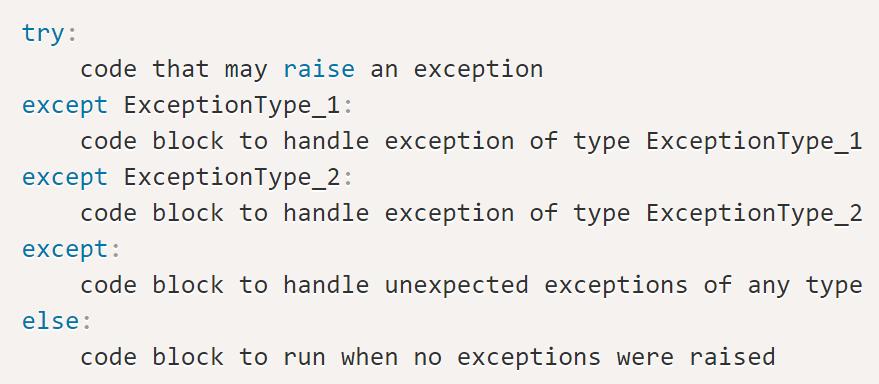 try:
    code that may raise an exception
except ExceptionType_1:
    code block to handle exception of type ExceptionType_1
except ExceptionType_2:
    code block to handle exception of type ExceptionType_2
except:
    code block to handle unexpected exceptions of any type
else:
    code block to run when no exceptions were raised